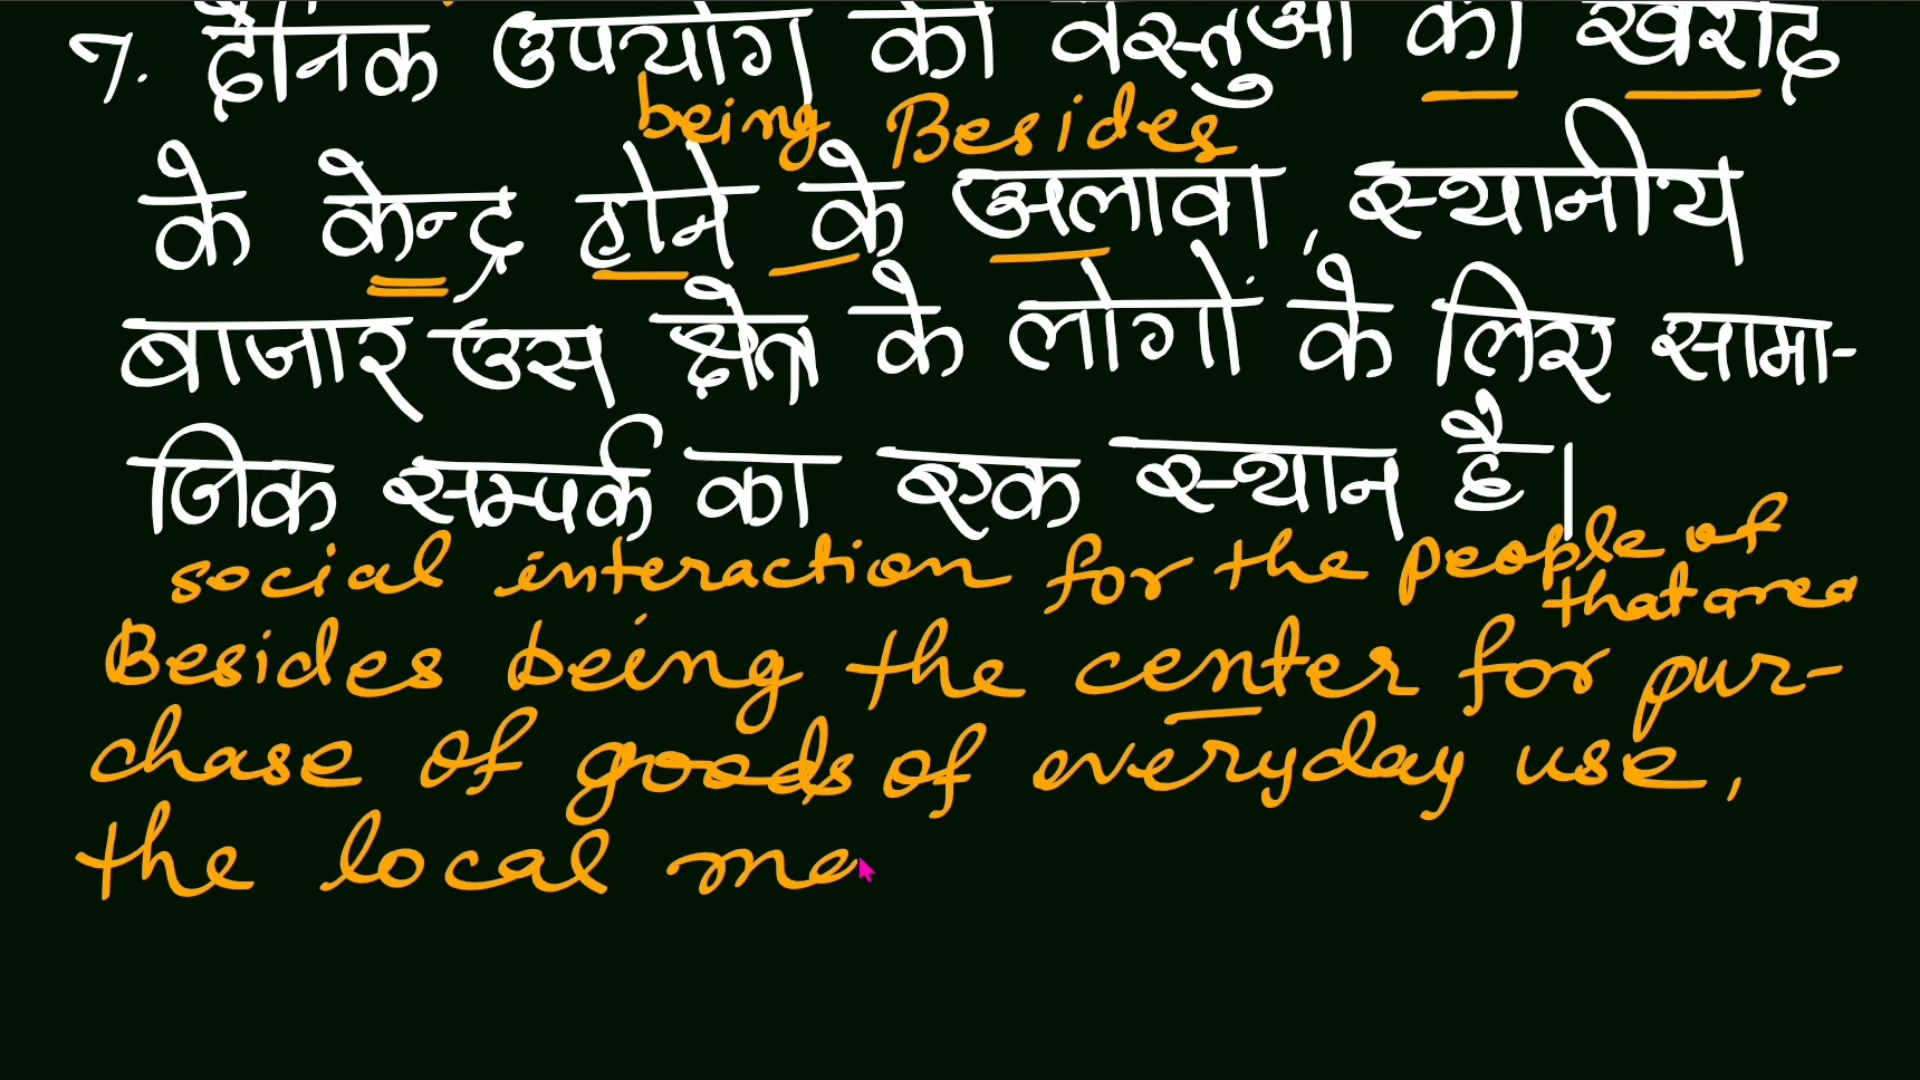 7. दैनिक उपयोग की वस्तुओं की खरीद
being Besides
के केन्द्र होने के अलावा, स्थानीय
बाजार उस क्षेत्र के लोगों के लिए सामा-
जिक सम्पर्क का एक स्थान है।
social interaction for the people of
that area
Besides being the center for pur-
chase of goods of everyday use,
the local ma